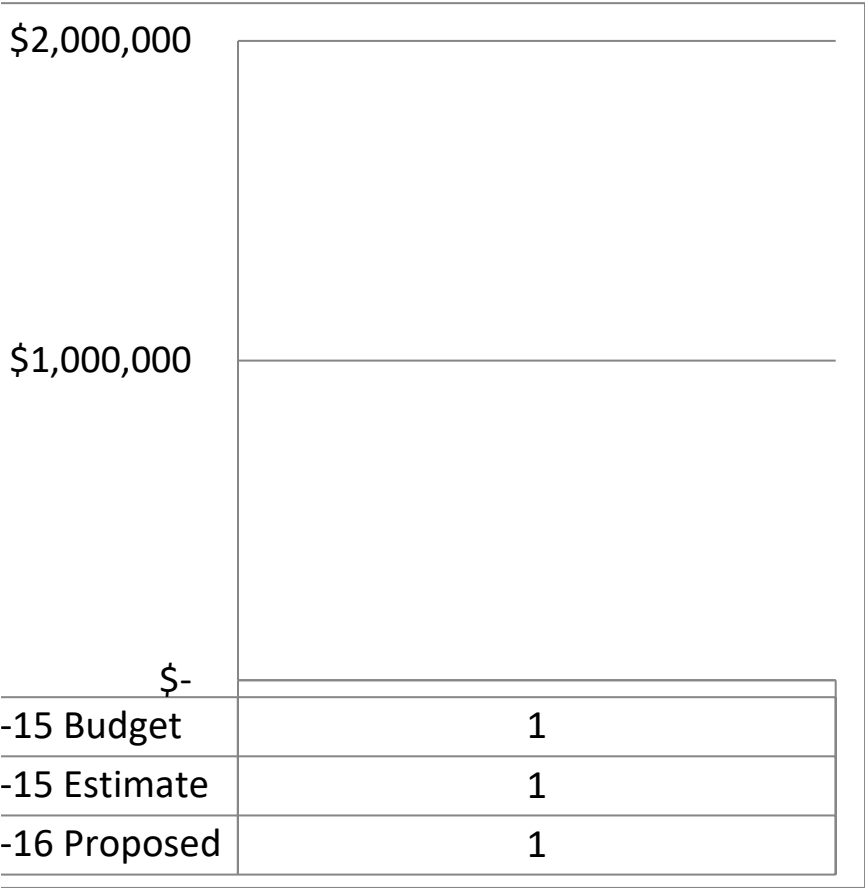 $2,000,000
$1,000,000
$-
-15 Budget 1
-15 Estimate 1
-16 Proposed 1